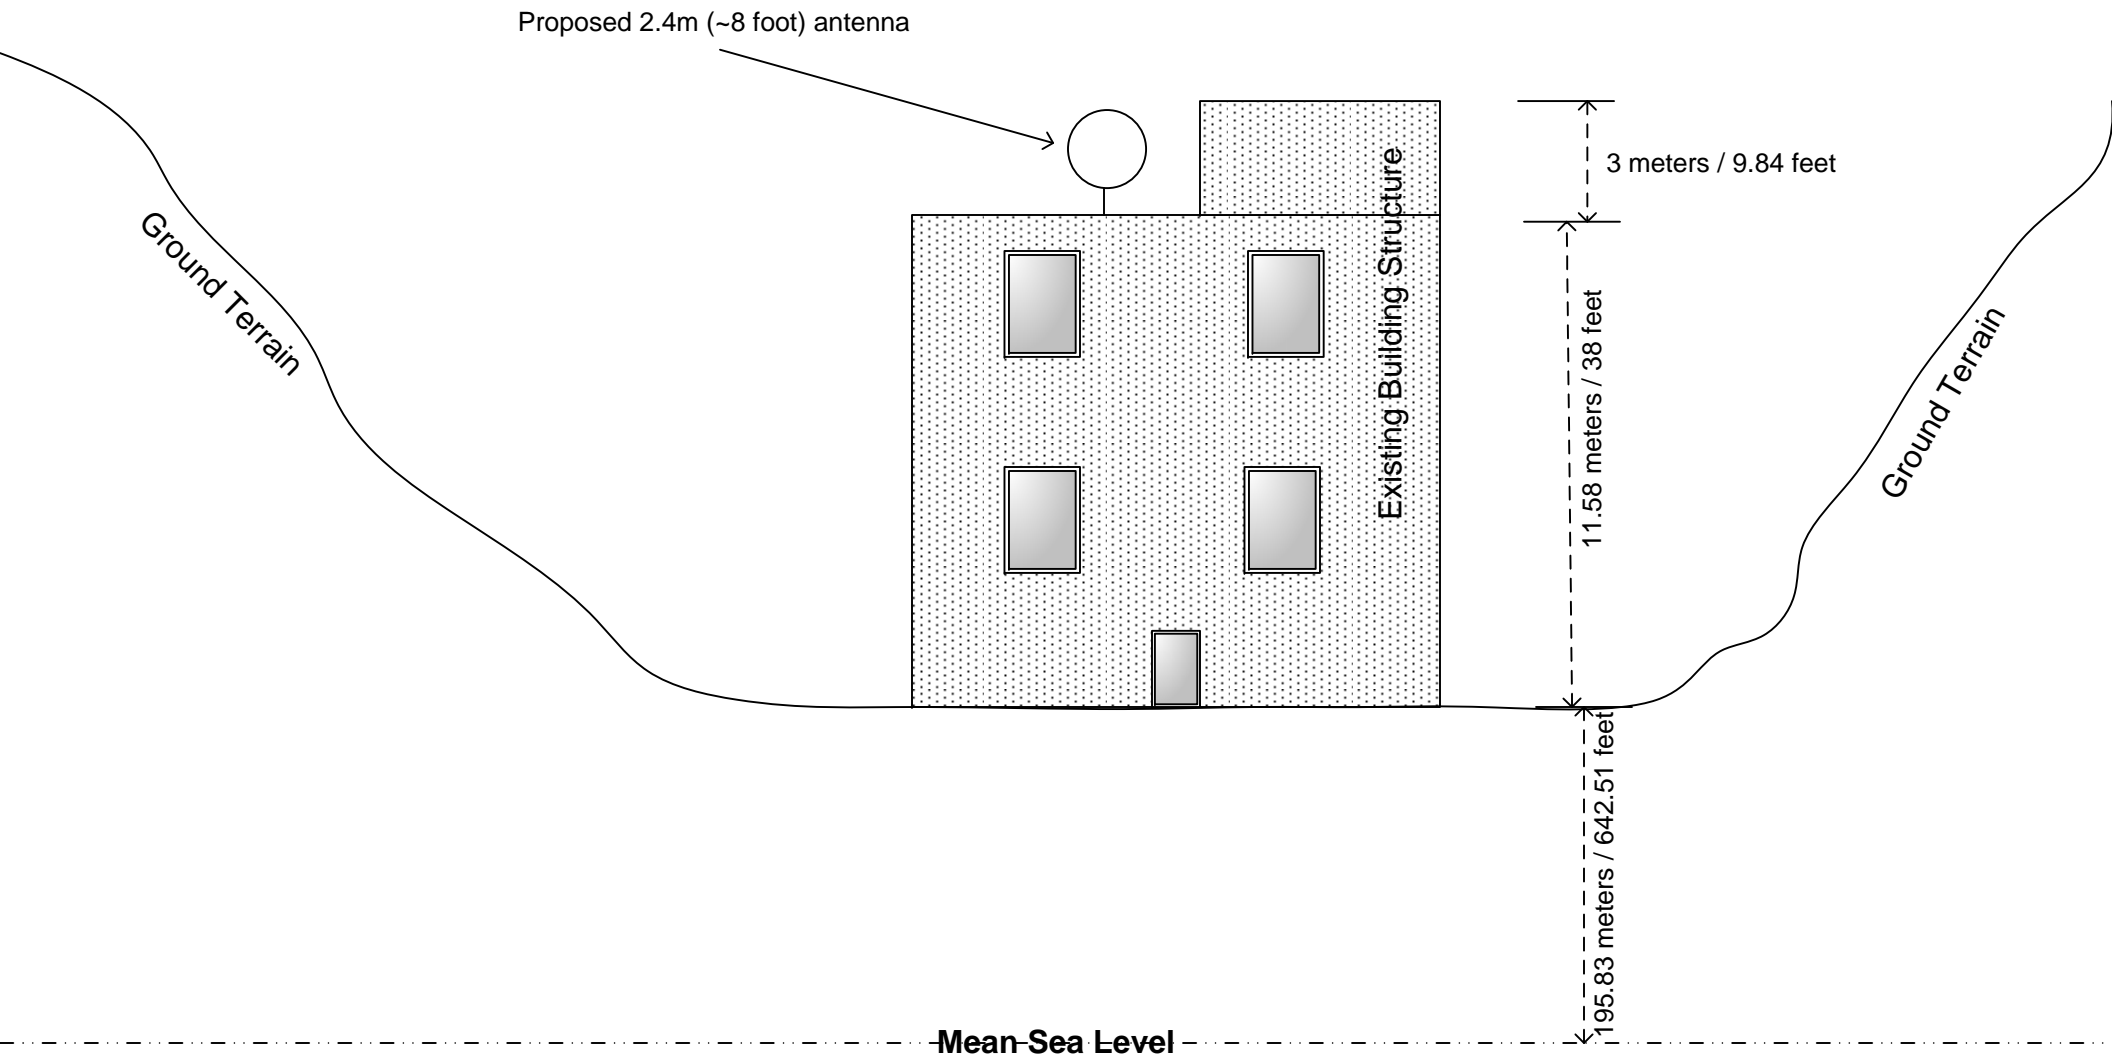 Proposed 2.4m (~8 foot) antenna
3 meters / 9.84 feet
Ground Terrain
Existing Building Structure
11.58 meters / 38 feet
Ground Terrain
195.83 meters / 642.51 feet
Mean Sea Level